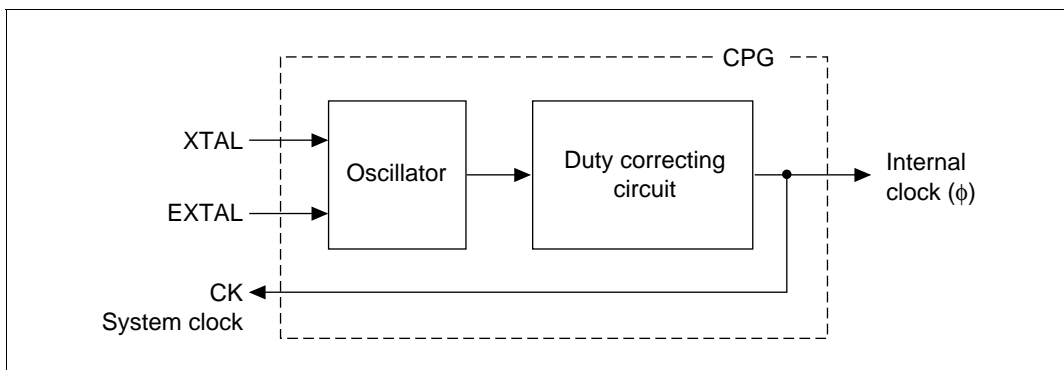 CPG
XTAL
EXTAL
Oscillator
Duty correcting
circuit
Internal
clock (ϕ)
CK
System clock